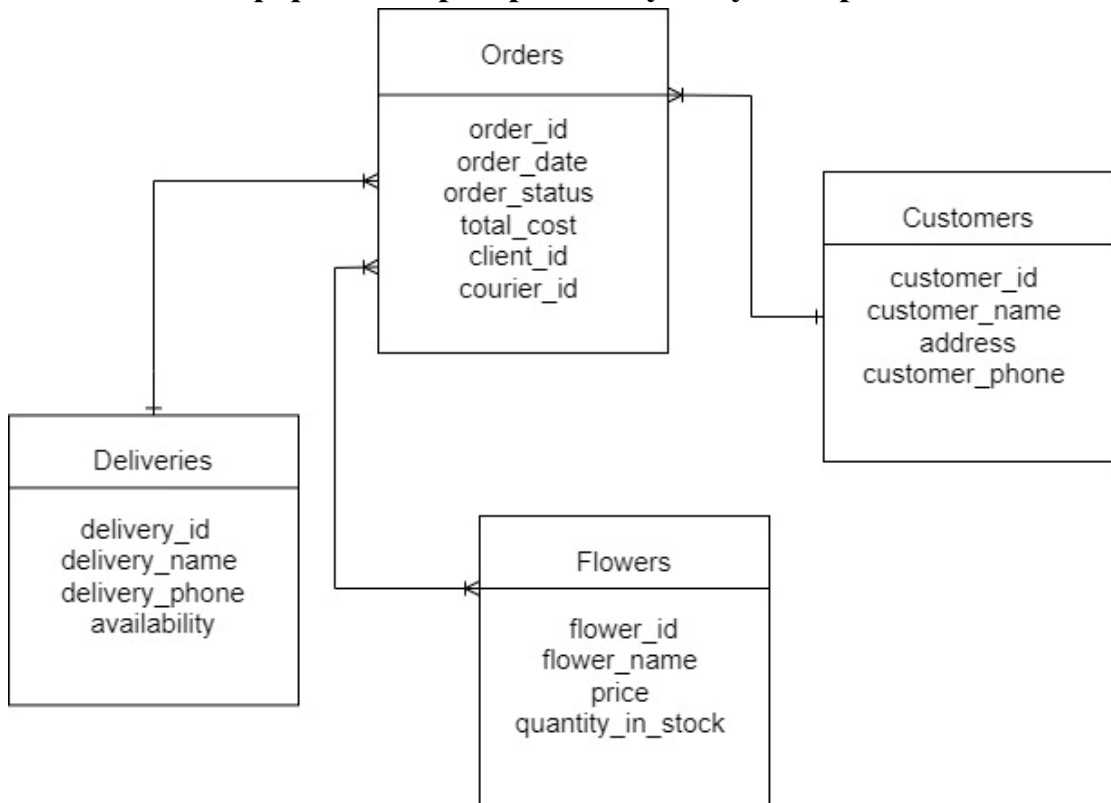 Orders
order_id
order_date
order_status
total_cost
client_id
courier_id
Customers
customer_id
customer_name
address
customer_phone
Deliveries
delivery_id
delivery_name
delivery_phone
availability
Flowers
flower_id
flower_name
price
quantity_in_stock